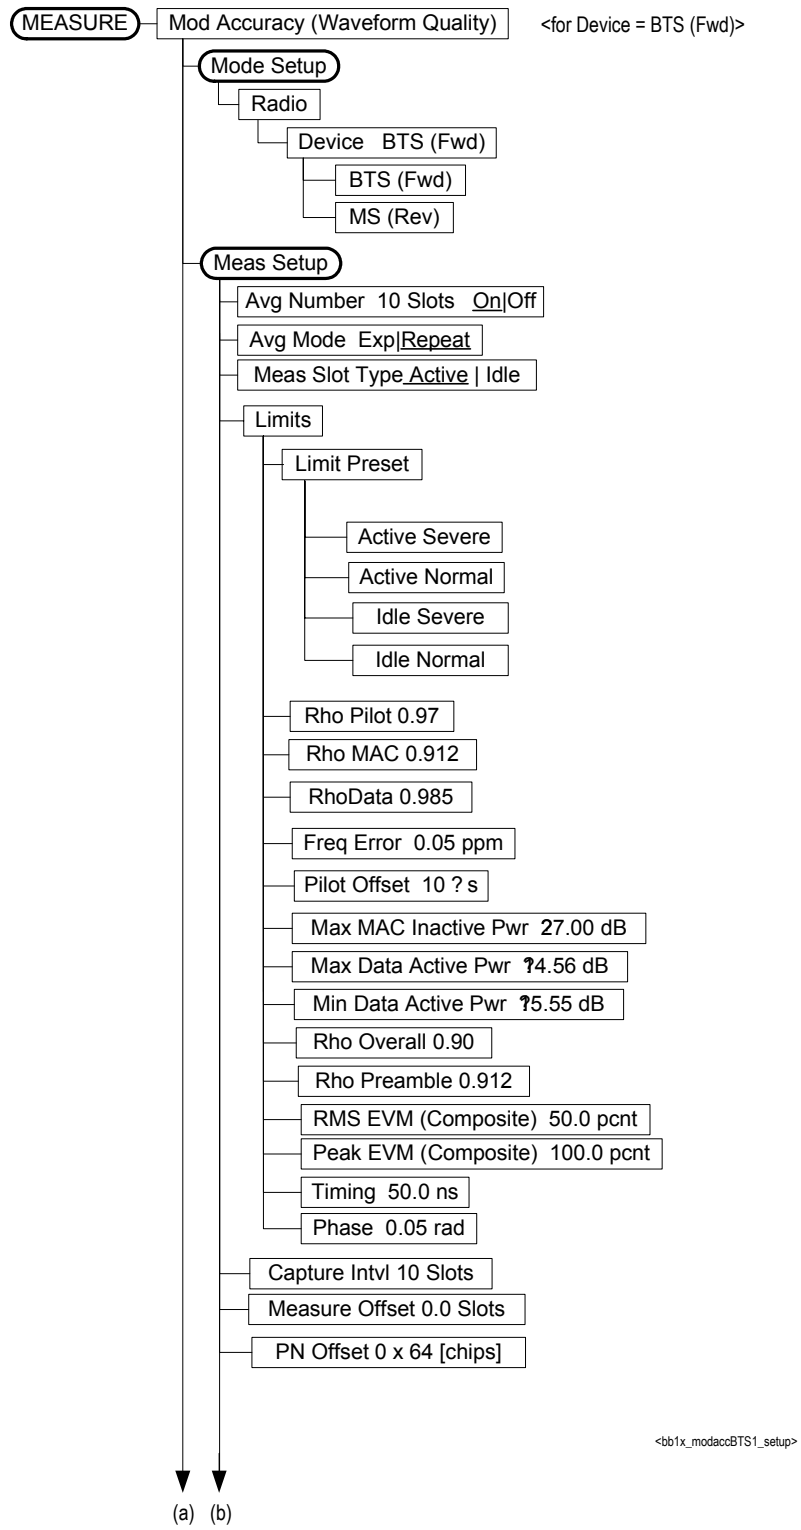 MEASURE Mod Accuracy (Waveform Quality) <for Device = BTS (Fwd)>
Mode Setup
Radio
Device BTS (Fwd)
BTS (Fwd)
MS (Rev)
Meas Setup
Avg Number 10 Slots On|Off
Avg Mode Exp|Repeat
Meas Slot Type Active | Idle
Limits
Limit Preset
Active Severe
Active Normal
Idle Severe
Idle Normal
Rho Pilot 0.97
Rho MAC 0.912
RhoData 0.985
Freq Error 0.05 ppm
Pilot Offset 10 ? s
Max MAC Inactive Pwr 27.00 dB
Max Data Active Pwr ?14.56 dB
Min Data Active Pwr ?15.55 dB
Rho Overall 0.90
Rho Preamble 0.912
RMS EVM (Composite) 50.0 pcnt
Peak EVM (Composite) 100.0 pcnt
Timing 50.0 ns
Phase 0.05 rad
Capture Intvl 10 Slots
Measure Offset 0.0 Slots
PN Offset 0 x 64 [chips]
<bb1x_modaccBTS1_setup>
(a) (b)